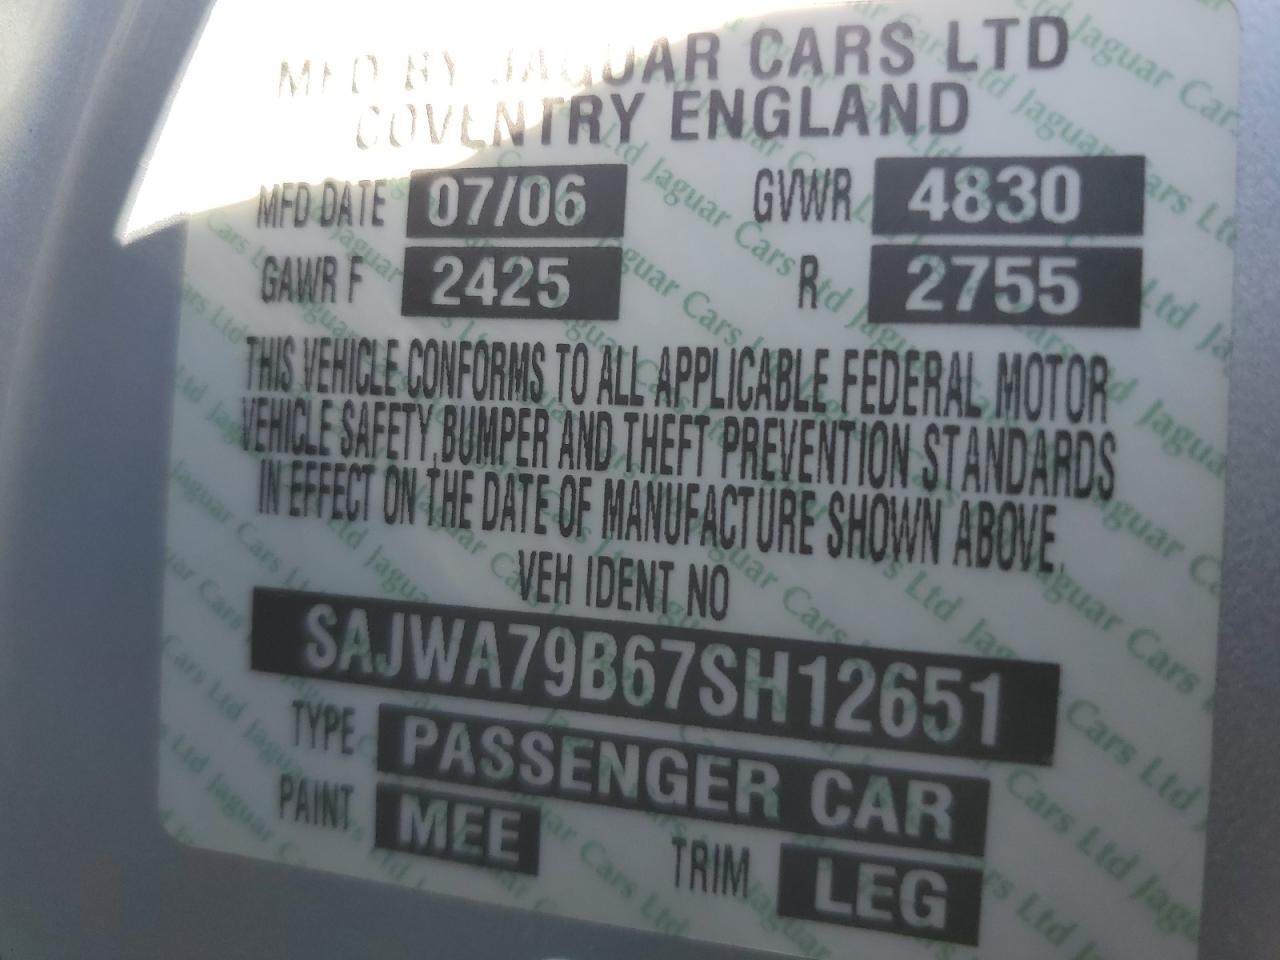 MFD BY JAGUAR CARS LTD
COVENTRY ENGLAND
MFD DATE 07/06 GVWR 4830
GAWR F 2425 R 2755
THIS VEHICLE CONFORMS TO ALL APPLICABLE FEDERAL MOTOR
VEHICLE SAFETY, BUMPER AND THEFT PREVENTION STANDARDS
IN EFFECT ON THE DATE OF MANUFACTURE SHOWN ABOVE.
VEH IDENT NO
SAJWA79B67SH12651
TYPE PASSENGER CAR
PAINT MEE TRIM LEG